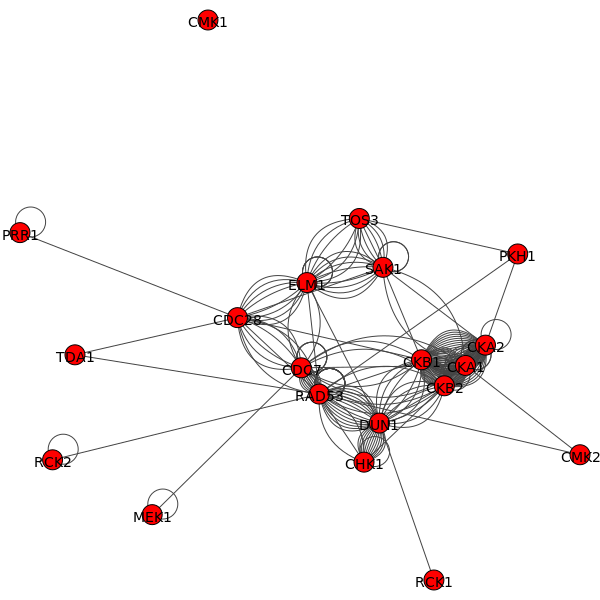 CMK1
TOS3
PRR1
PKH1
SAK1
ELM1
CDC28
CKA2
TDA1
CKB1
CKA1
CDC7
CKB2
RAD53
DUN1
CMK2
RCK2
CHK1
MEK1
RCK1